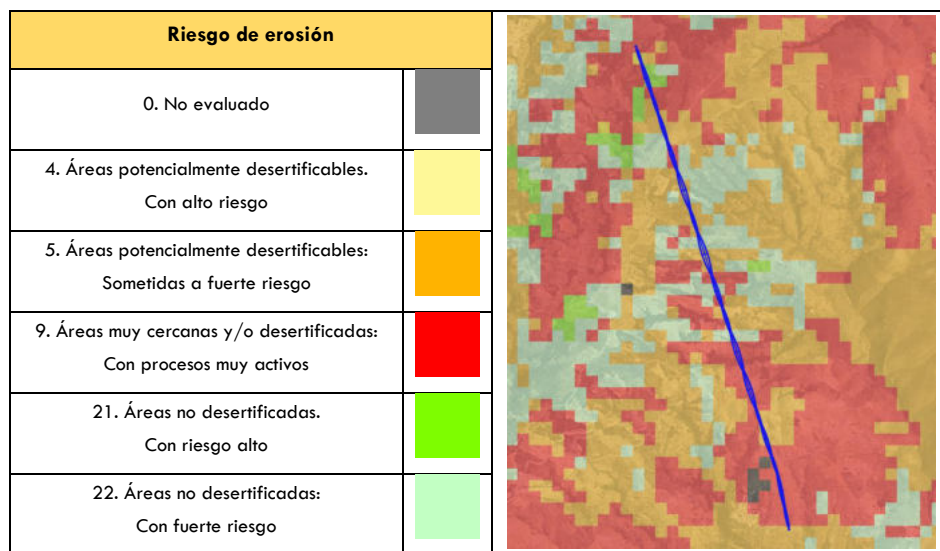 Riesgo de erosión
0. No evaluado
4. Áreas potencialmente desertificables.
Con alto riesgo
5. Áreas potencialmente desertificables:
Sometidas a fuerte riesgo
9. Áreas muy cercanas y/o desertificadas:
Con procesos muy activos
21. Áreas no desertificadas.
Con riesgo alto
22. Áreas no desertificadas:
Con fuerte riesgo